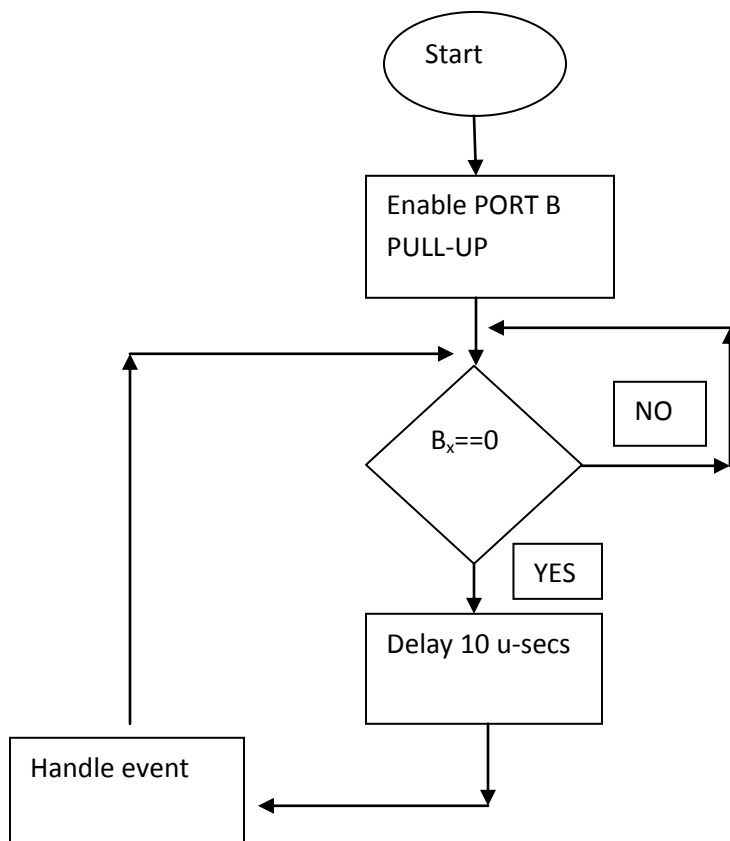 Start
Enable PORT B
PULL-UP
Bₓ==0
NO
YES
Delay 10 u-secs
Handle event